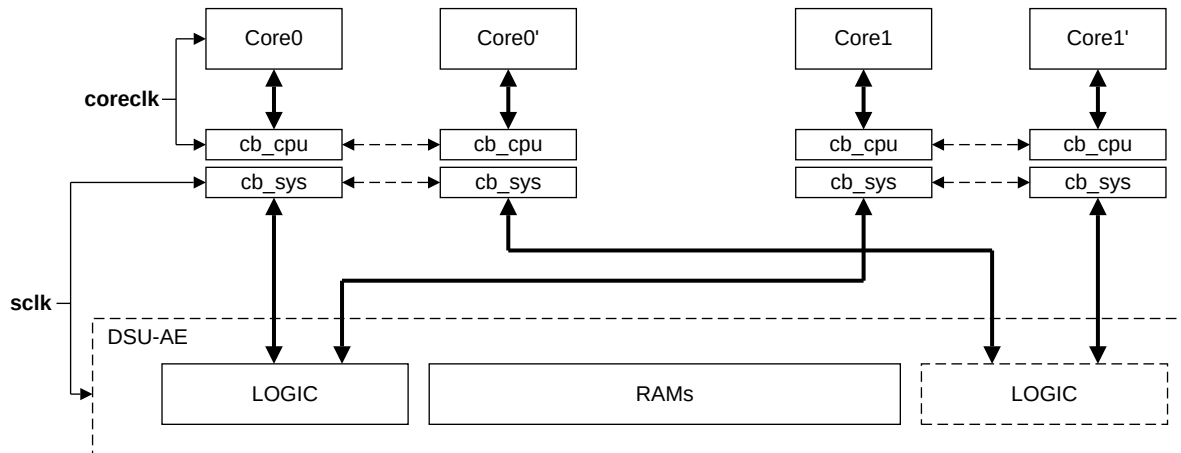 Core0
Core0'
Core1
Core1'
coreclk
cb_cpu
cb_cpu
cb_cpu
cb_cpu
cb_sys
cb_sys
cb_sys
cb_sys
sclk
DSU-AE
LOGIC
RAMs
LOGIC